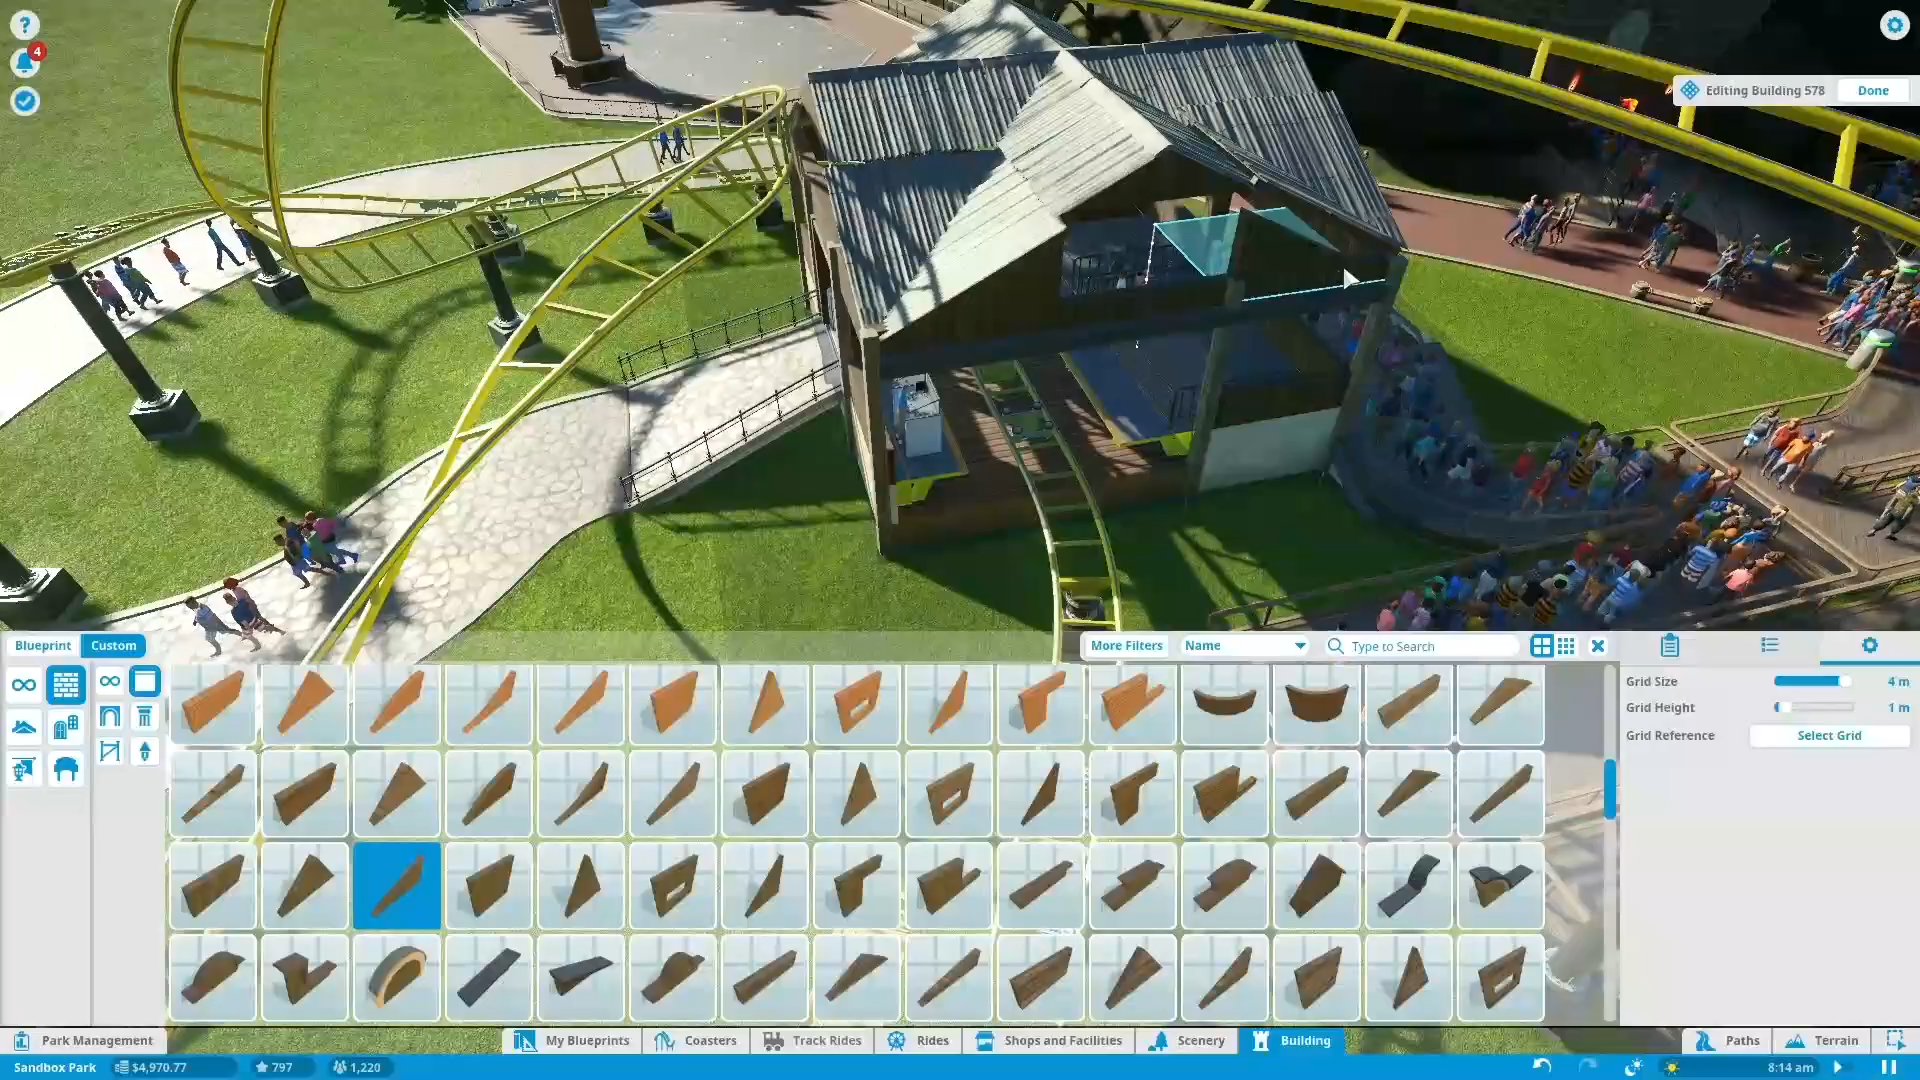 ?
4
Editing Building 578
Done
Blueprint
Custom
More Filters
Name
Type to Search
Grid Size
4 m
Grid Height
1 m
Grid Reference
Select Grid
Park Management
My Blueprints
Coasters
Track Rides
Rides
Shops and Facilities
Scenery
Building
Paths
Terrain
Sandbox Park
$4,970.77
797
1,220
8:14 am